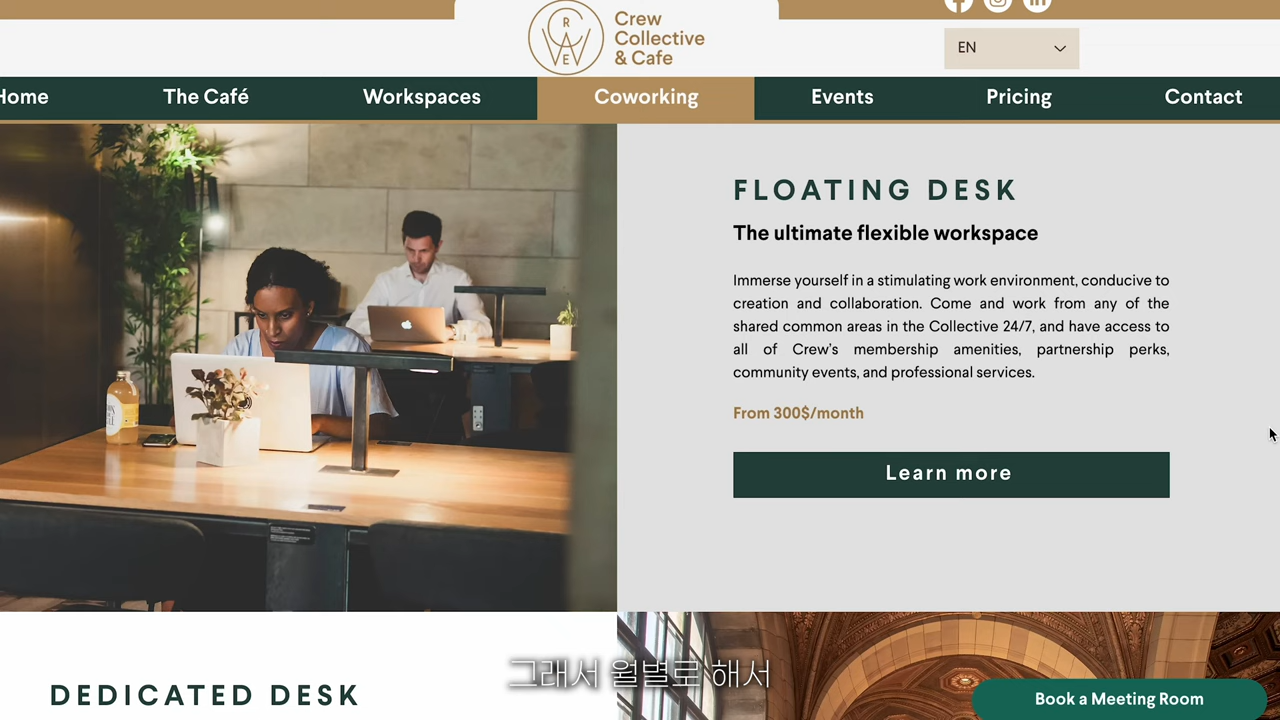 CREW
Crew
Collective
& Cafe
EN
Home
The Café
Workspaces
Coworking
Events
Pricing
Contact
FLOATING DESK
The ultimate flexible workspace
Immerse yourself in a stimulating work environment, conducive to
creation and collaboration. Come and work from any of the
shared common areas in the Collective 24/7, and have access to
all of Crew's membership amenities, partnership perks,
community events, and professional services.
From 300$/month
Learn more
DEDICATED DESK
그래서 월별로 해서
Book a Meeting Room